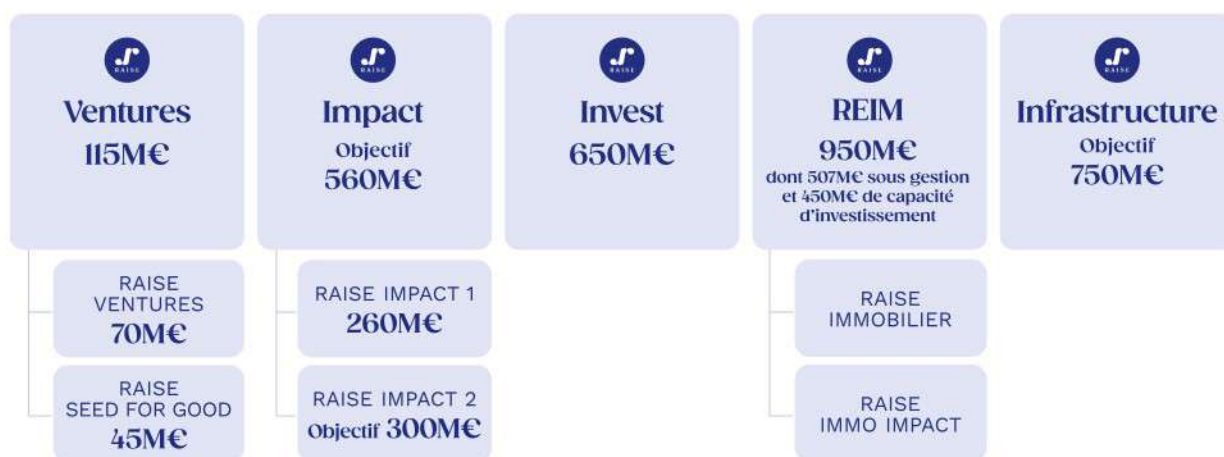 RAISE
Ventures
115M€
RAISE
VENTURES
70M€
RAISE
SEED FOR GOOD
45M€
RAISE
Impact
Objectif
560M€
RAISE IMPACT 1
260M€
RAISE IMPACT 2
Objectif 300M€
RAISE
Invest
650M€
RAISE
REIM
950M€
dont 507M€ sous gestion
et 450M€ de capacité
d'investissement
RAISE
IMMOBILIER
RAISE
IMMO IMPACT
RAISE
Infrastructure
Objectif
750M€